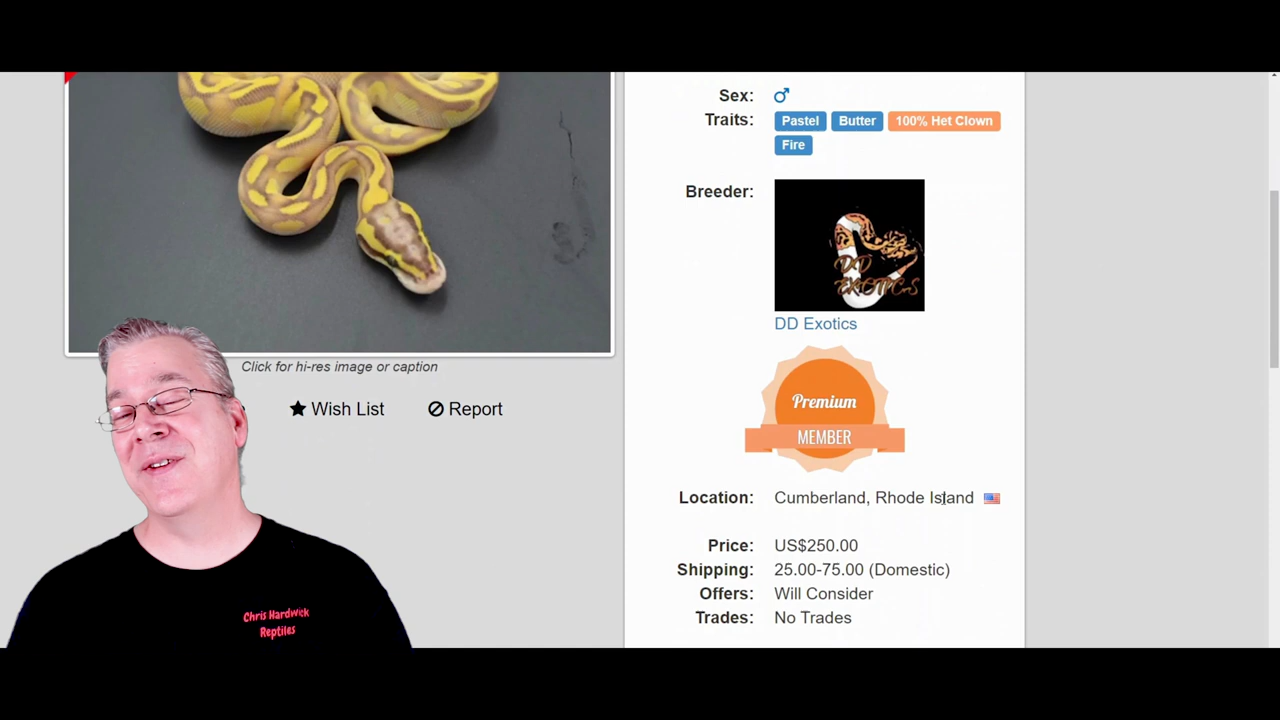 Sex:
Traits: Pastel Butter 100% Het Clown
Fire
Breeder:
DD
EXOTICS
DD Exotics
Premium
MEMBER
Click for hi-res image or caption
Wish List Report
Location: Cumberland, Rhode Island
Price: US$250.00
Shipping: 25.00-75.00 (Domestic)
Offers: Will Consider
Trades: No Trades
Chris Hardwick
Reptiles